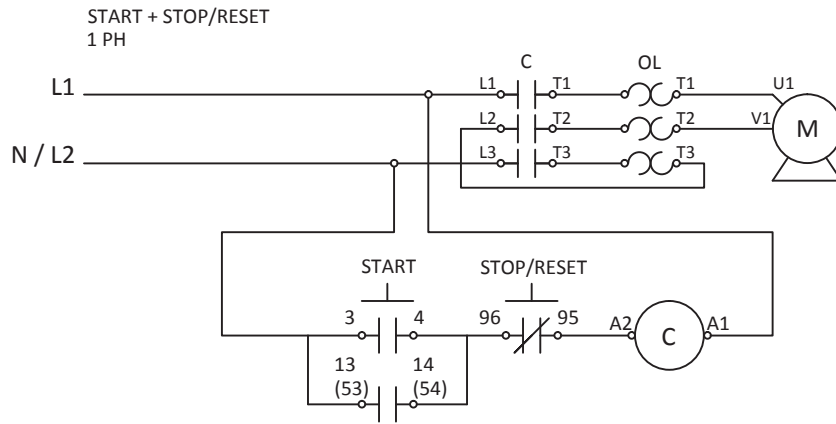 START + STOP/RESET
1 PH
C OL
L1 L1 T1 T1 U1
L2 T2 T2 V1 M
N / L2 L3 T3 T3
START STOP/RESET
3 4 96 95 A2 C A1
13 14
(53) (54)